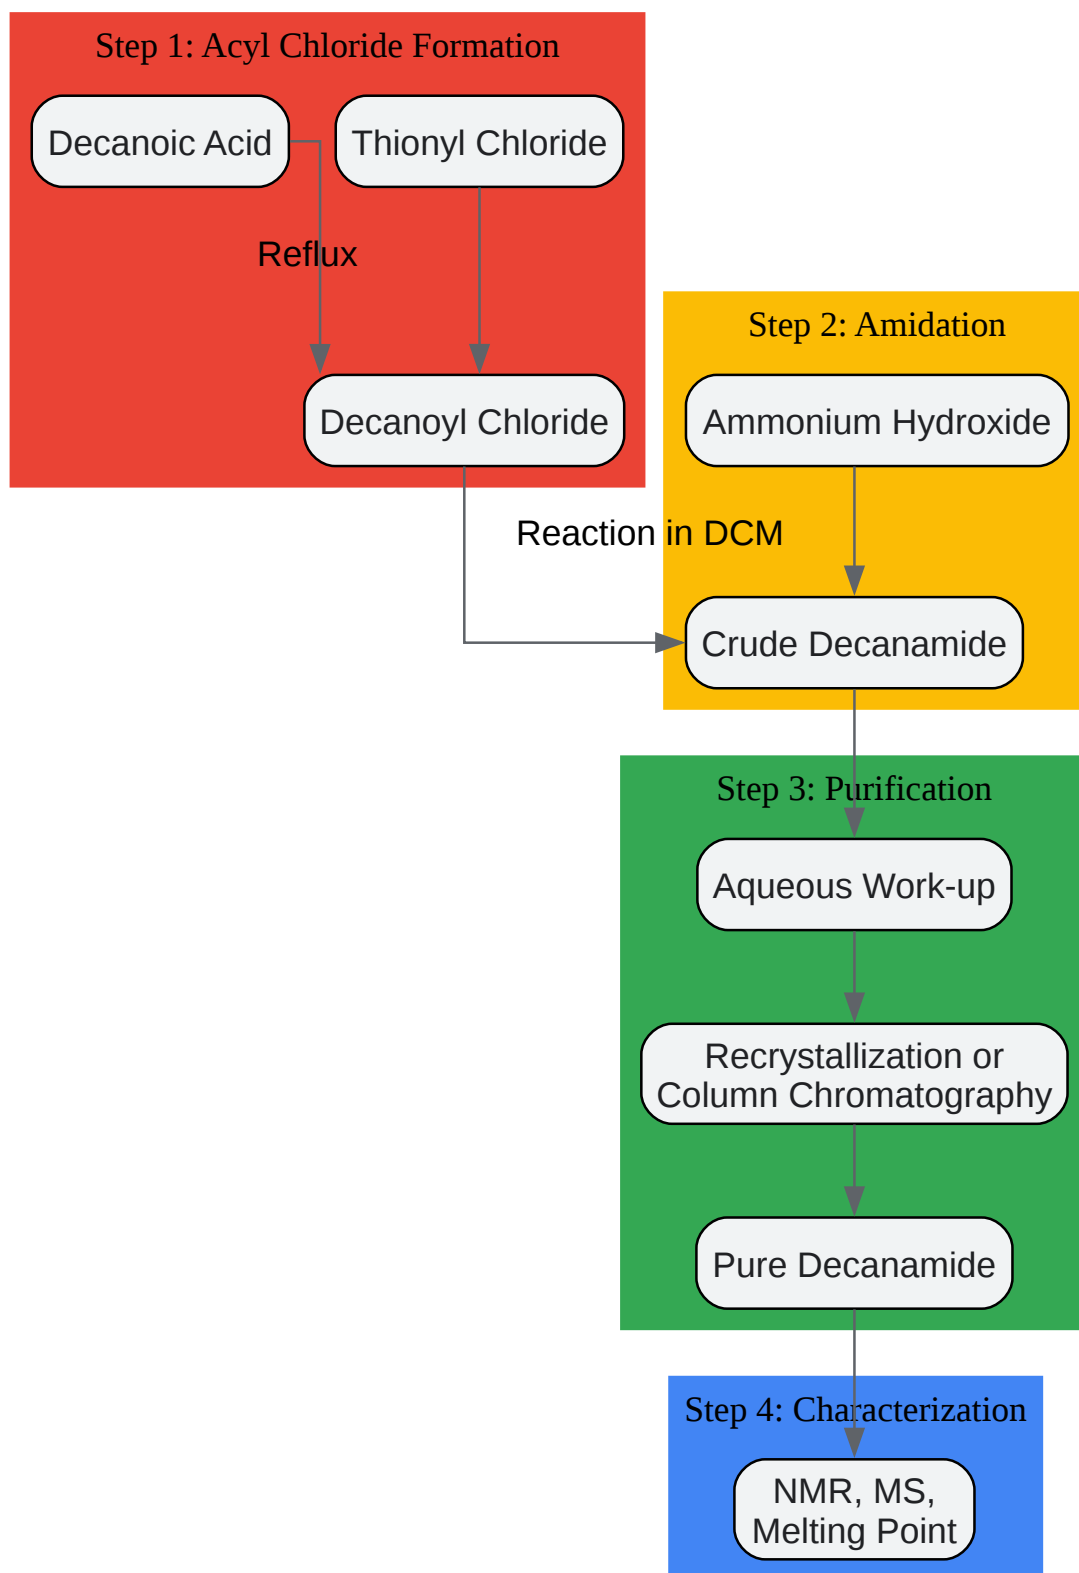 Step 1: Acyl Chloride Formation
Decanoic Acid
Thionyl Chloride
Reflux
Decanoyl Chloride
Step 2: Amidation
Ammonium Hydroxide
Reaction in DCM
Crude Decanamide
Step 3: Purification
Aqueous Work-up
Recrystallization or
Column Chromatography
Pure Decanamide
Step 4: Characterization
NMR, MS,
Melting Point